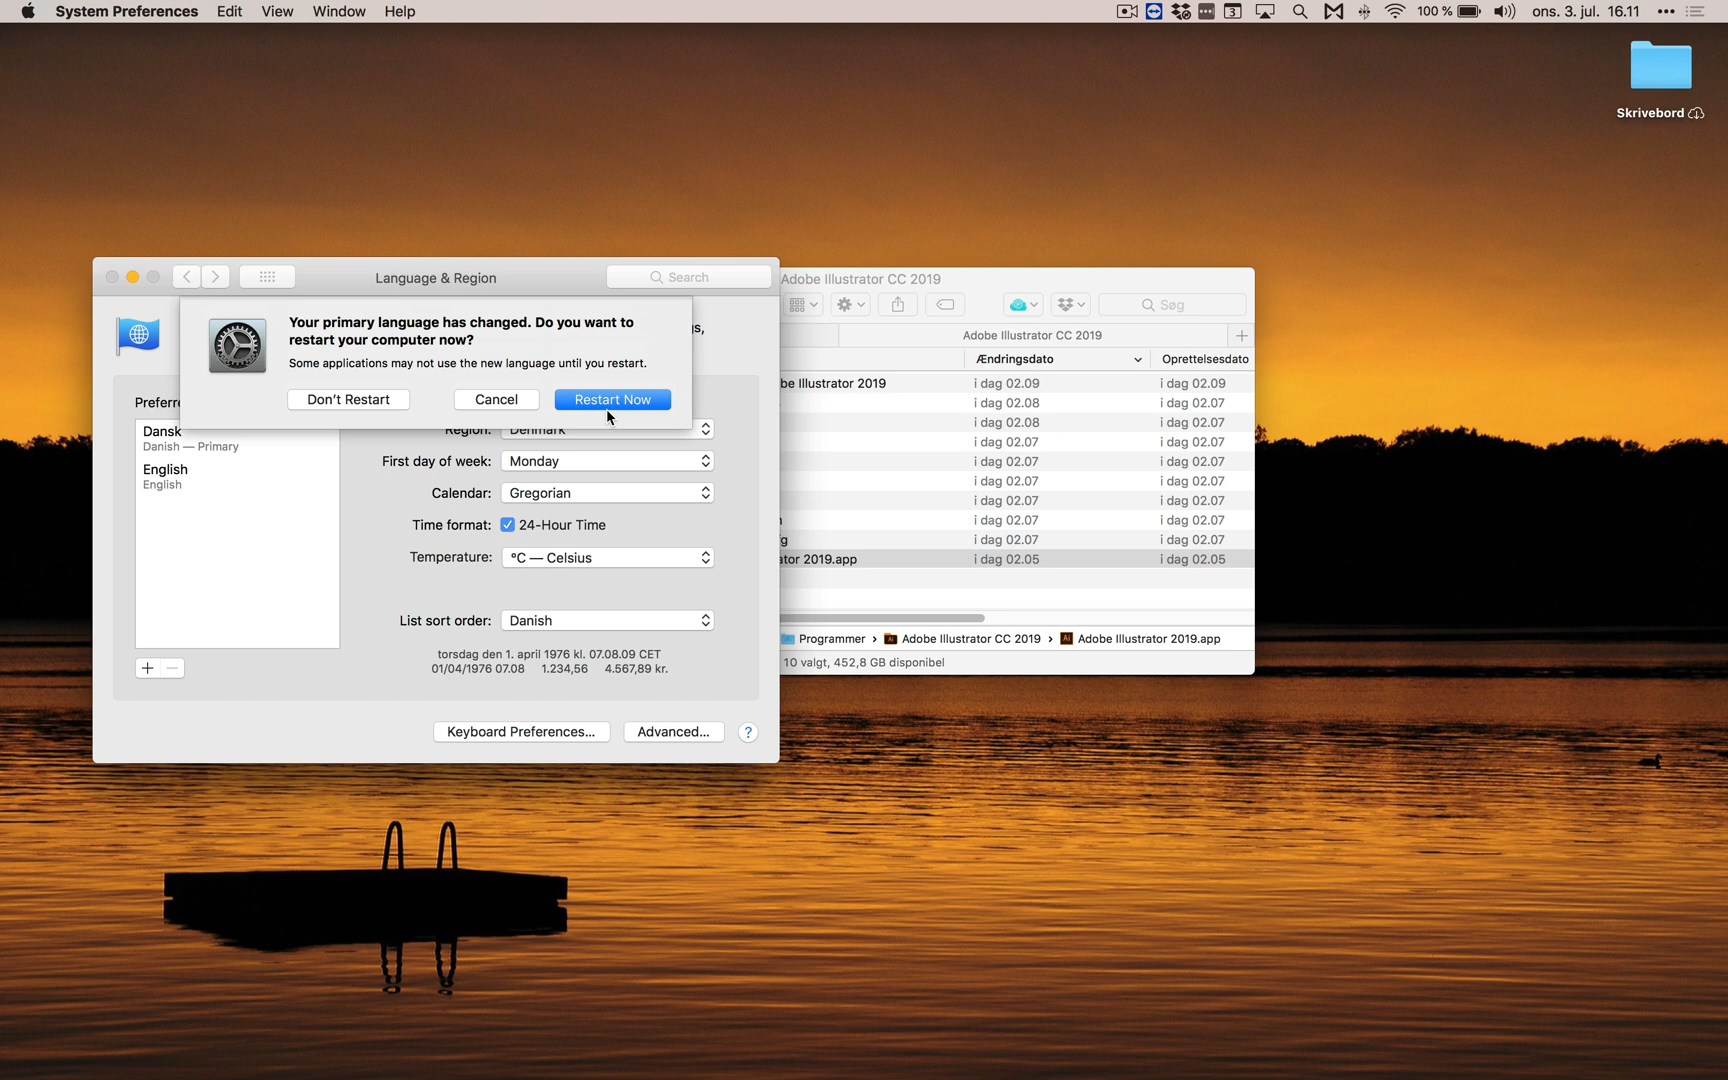 System Preferences Edit View Window Help
100 % ons. 3. jul. 16.11
3
Skrivebord
Language & Region
Search
Your primary language has changed. Do you want to
restart your computer now?
Some applications may not use the new language until you restart.
Don't Restart Cancel Restart Now
Dansk
Danish — Primary
English
English
First day of week: Monday
Calendar: Gregorian
Time format: 24-Hour Time
Temperature: °C — Celsius
List sort order: Danish
torsdag den 1. april 1976 kl. 07.08.09 CET
01/04/1976 07.08 1.234,56 4.567,89 kr.
Keyboard Preferences... Advanced... ?
Adobe Illustrator CC 2019
Søg
Adobe Illustrator CC 2019
Ændringsdato Oprettelsesdato
be Illustrator 2019 i dag 02.09 i dag 02.09
i dag 02.08 i dag 02.07
i dag 02.08 i dag 02.07
i dag 02.07 i dag 02.07
i dag 02.07 i dag 02.07
i dag 02.07 i dag 02.07
i dag 02.07 i dag 02.07
i dag 02.07 i dag 02.07
i dag 02.07 i dag 02.07
ator 2019.app i dag 02.05 i dag 02.05
Programmer › Adobe Illustrator CC 2019 › Adobe Illustrator 2019.app
10 valgt, 452,8 GB disponibel